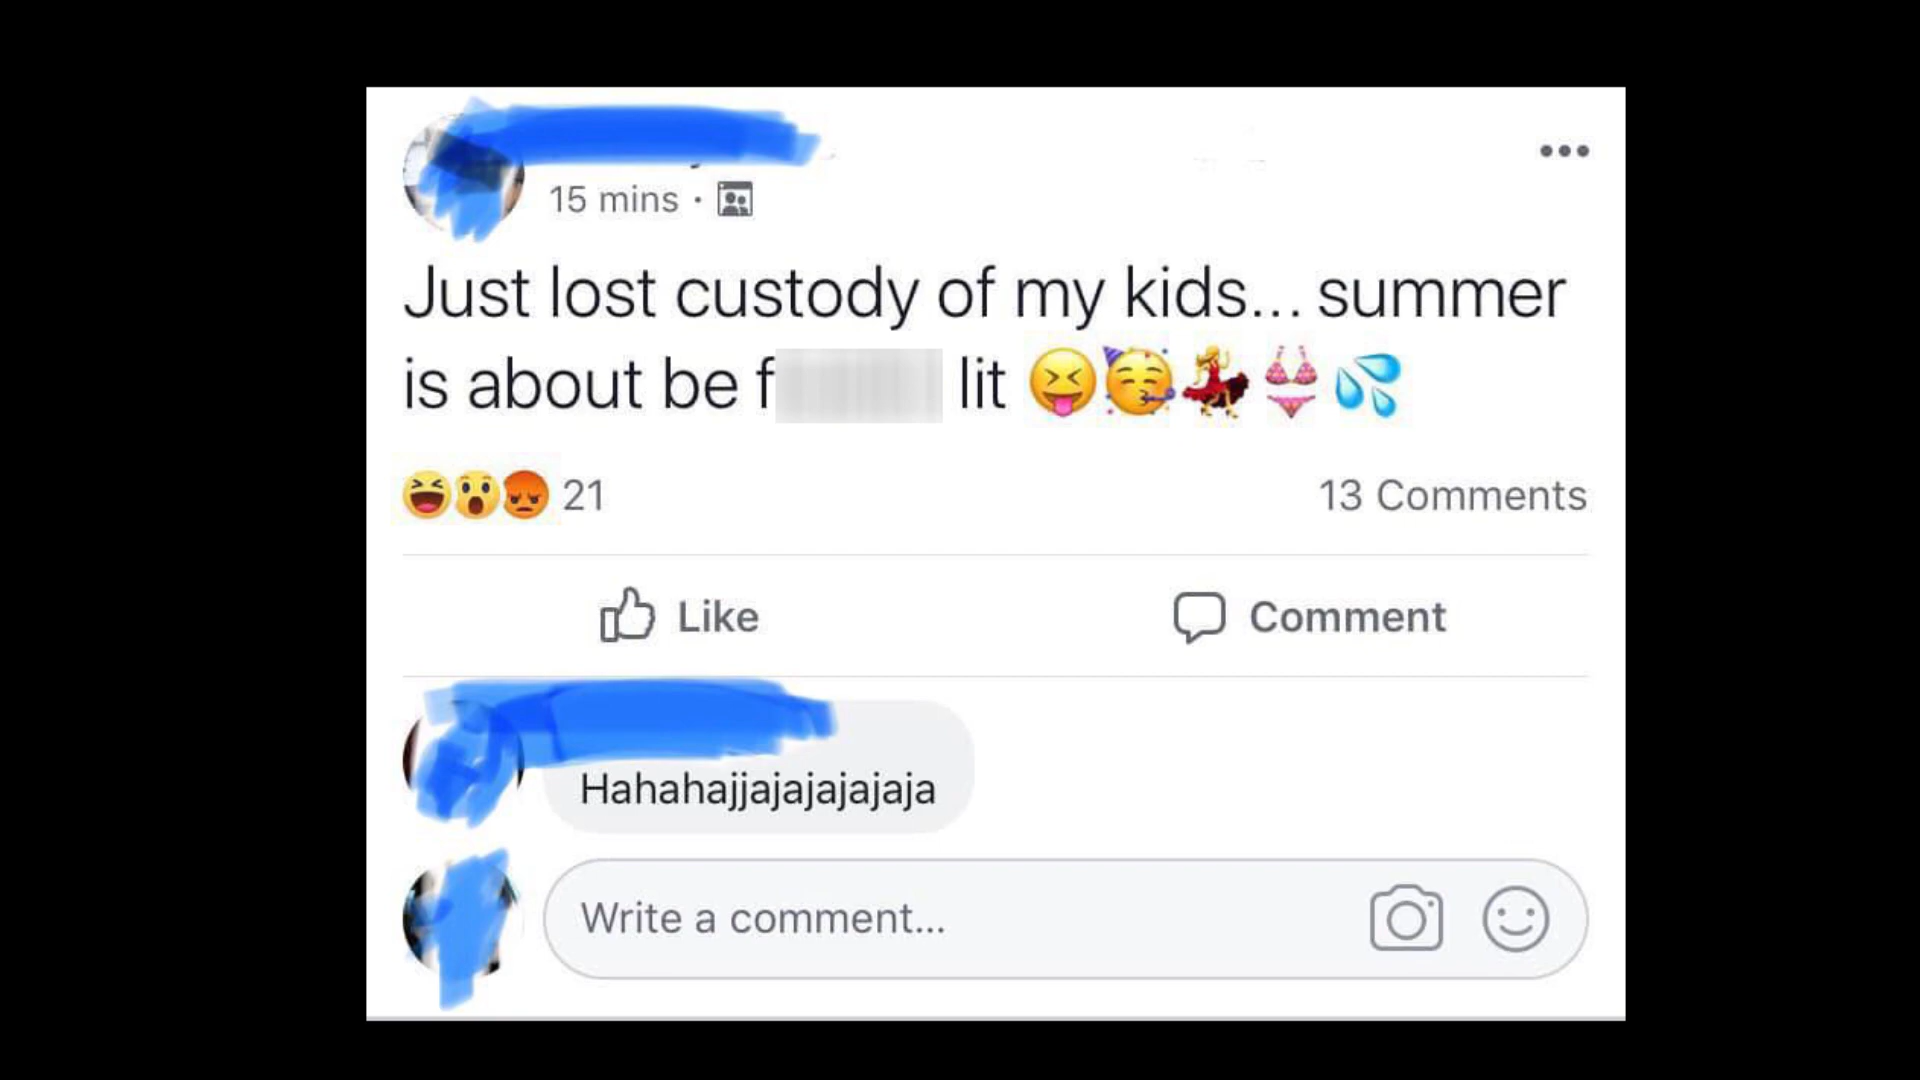 15 mins ·
Just lost custody of my kids... summer
is about be f lit 😝🥳💃👙💦
😆😮😡 21
13 Comments
Like
Comment
Hahahajjajajajajaja
Write a comment...